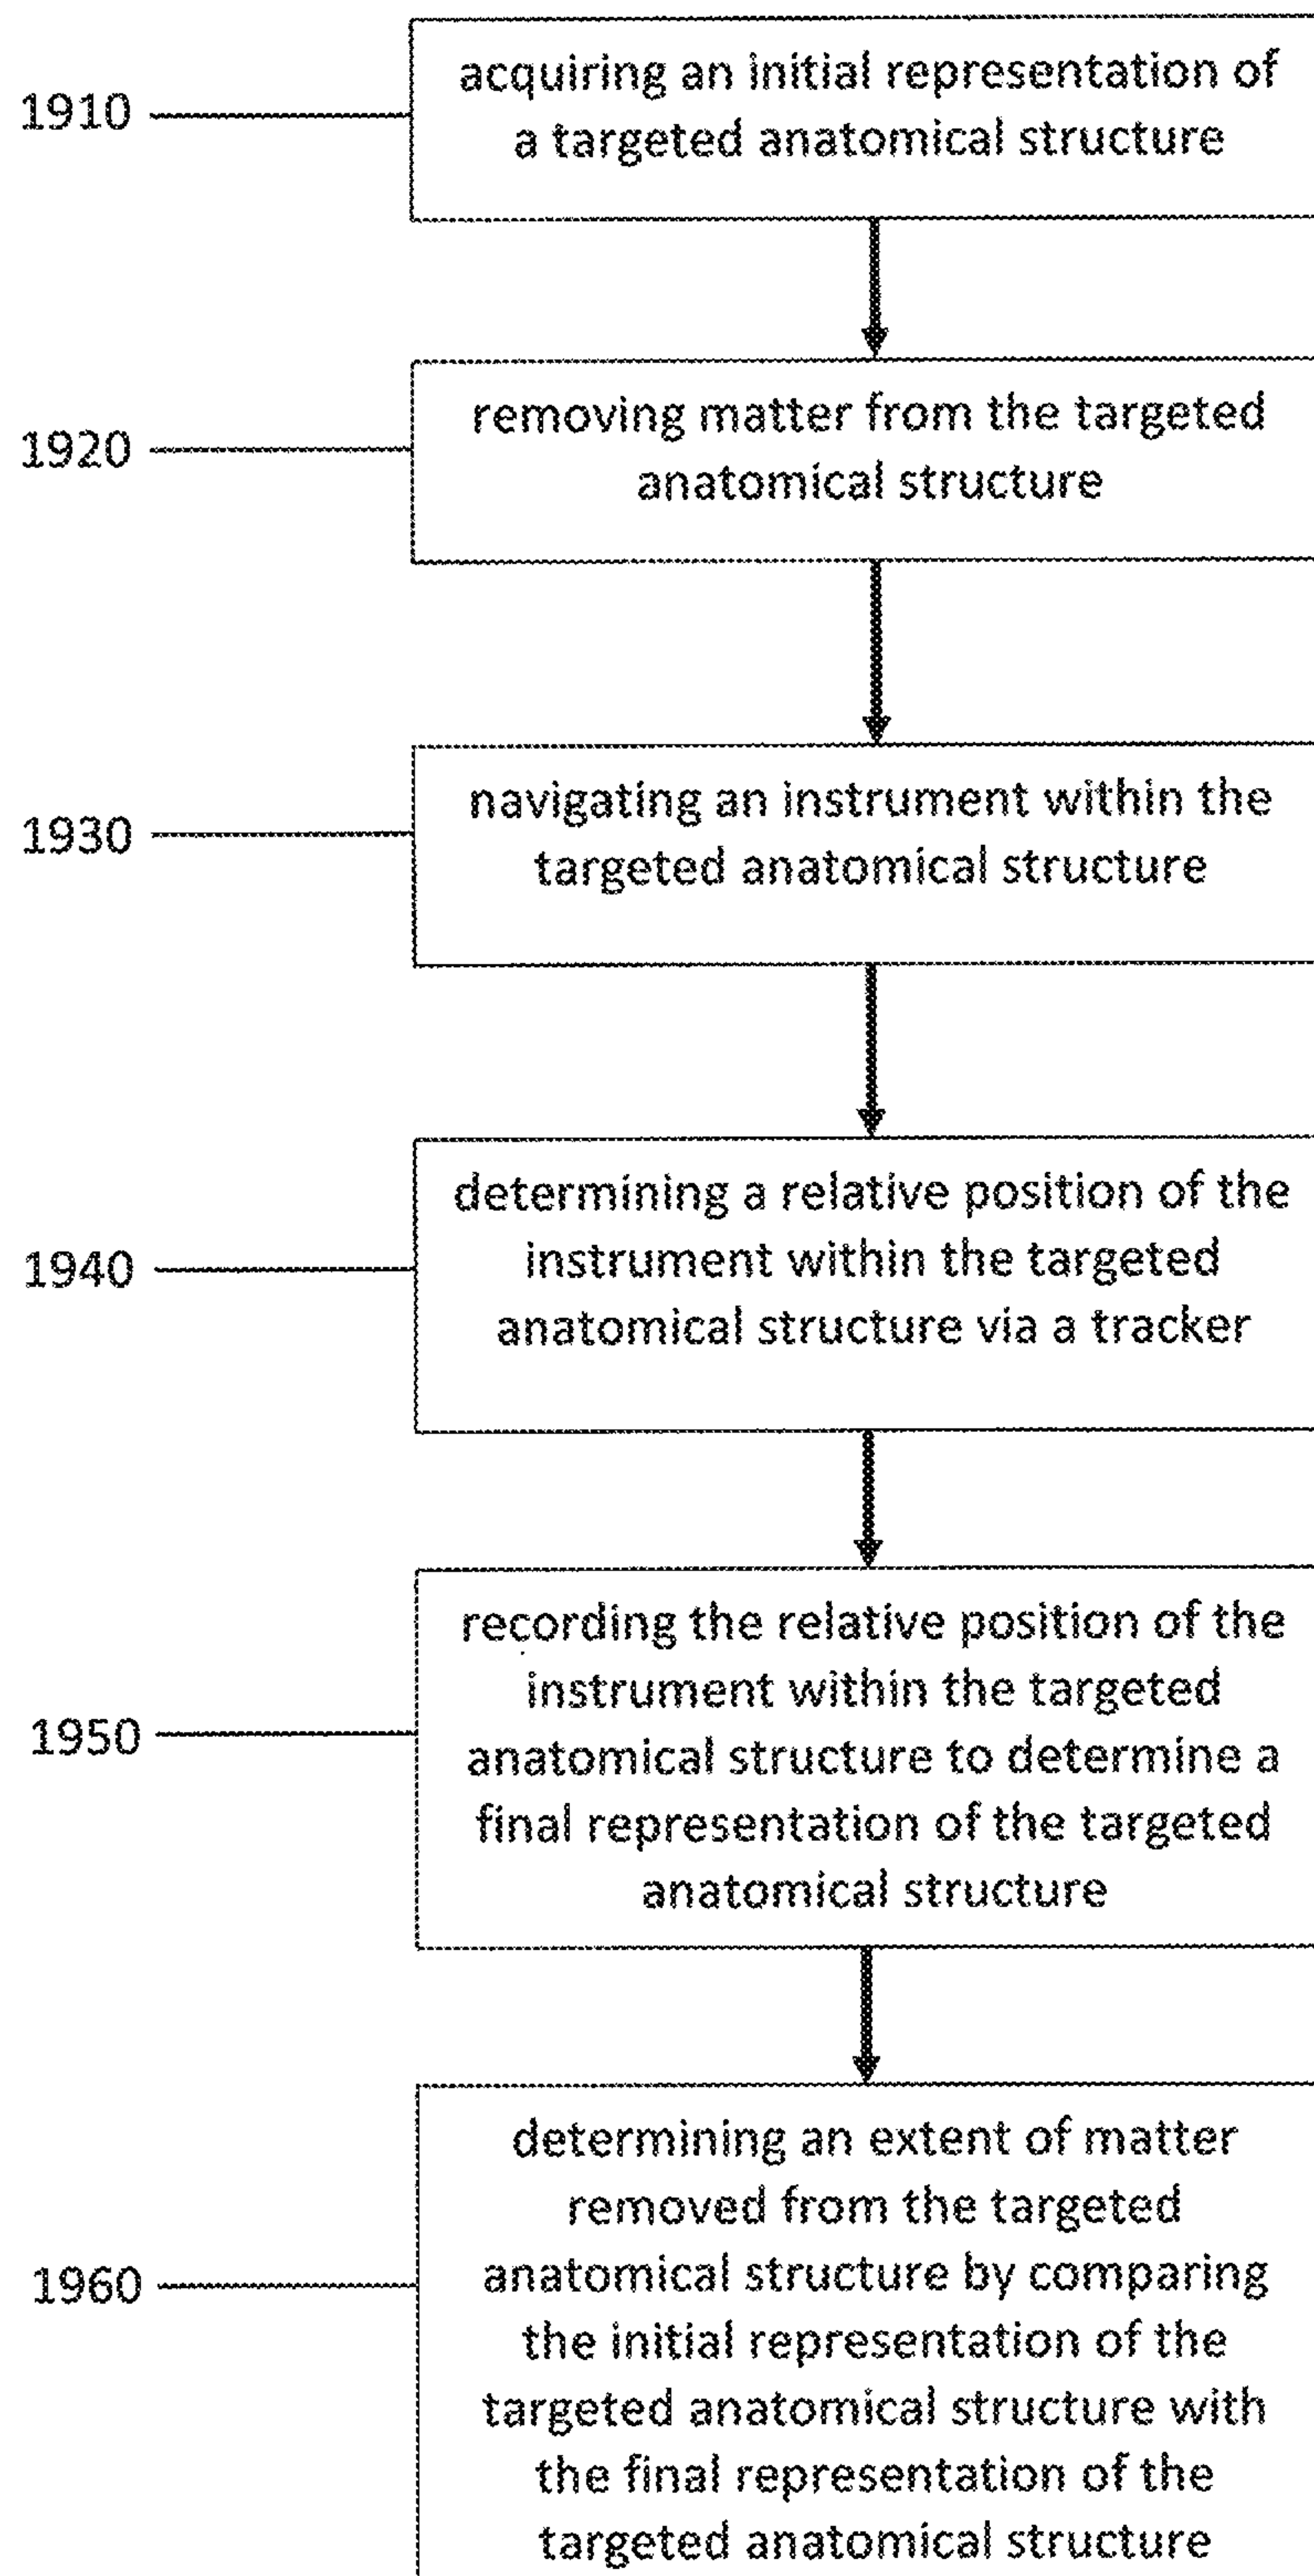 1910
acquiring an initial representation of
a targeted anatomical structure
1920
removing matter from the targeted
anatomical structure
1930
navigating an instrument within the
targeted anatomical structure
1940
determining a relative position of the
instrument within the targeted
anatomical structure via a tracker
1950
recording the relative position of the
instrument within the targeted
anatomical structure to determine a
final representation of the targeted
anatomical structure
1960
determining an extent of matter
removed from the targeted
anatomical structure by comparing
the initial representation of the
targeted anatomical structure with
the final representation of the
targeted anatomical structure